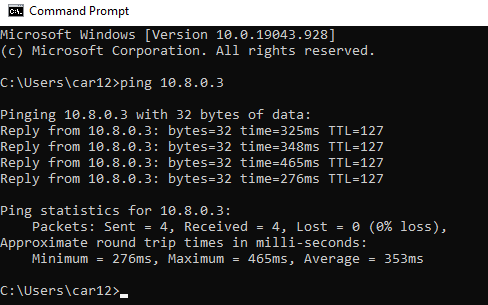 Command Prompt
Microsoft Windows [Version 10.0.19043.928]
(c) Microsoft Corporation. All rights reserved.
C:\Users\car12>ping 10.8.0.3
Pinging 10.8.0.3 with 32 bytes of data:
Reply from 10.8.0.3: bytes=32 time=325ms TTL=127
Reply from 10.8.0.3: bytes=32 time=348ms TTL=127
Reply from 10.8.0.3: bytes=32 time=465ms TTL=127
Reply from 10.8.0.3: bytes=32 time=276ms TTL=127
Ping statistics for 10.8.0.3:
    Packets: Sent = 4, Received = 4, Lost = 0 (0% loss),
Approximate round trip times in milli-seconds:
    Minimum = 276ms, Maximum = 465ms, Average = 353ms
C:\Users\car12>